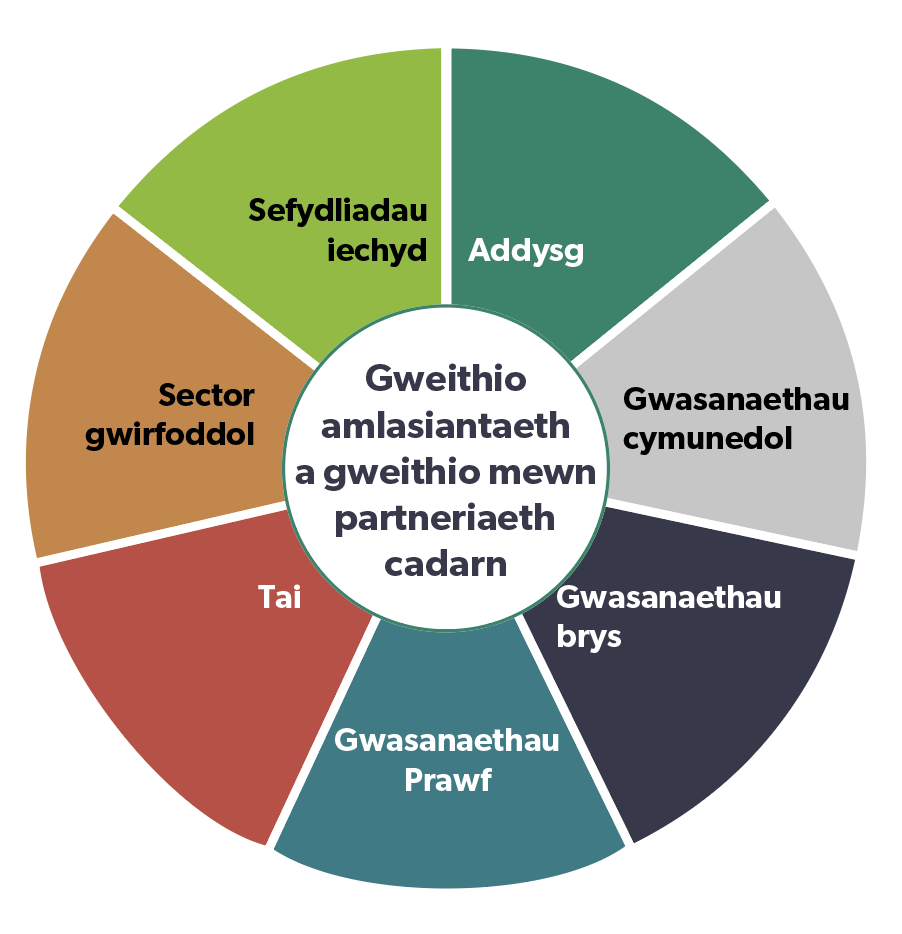 Sefydliadau
iechyd
Addysg
Sector
gwirfoddol
Gweithio
amlasiantaeth
a gweithio mewn
partneriaeth
cadarn
Gwasanaethau
cymunedol
Tai
Gwasanaethau
brys
Gwasanaethau
Prawf